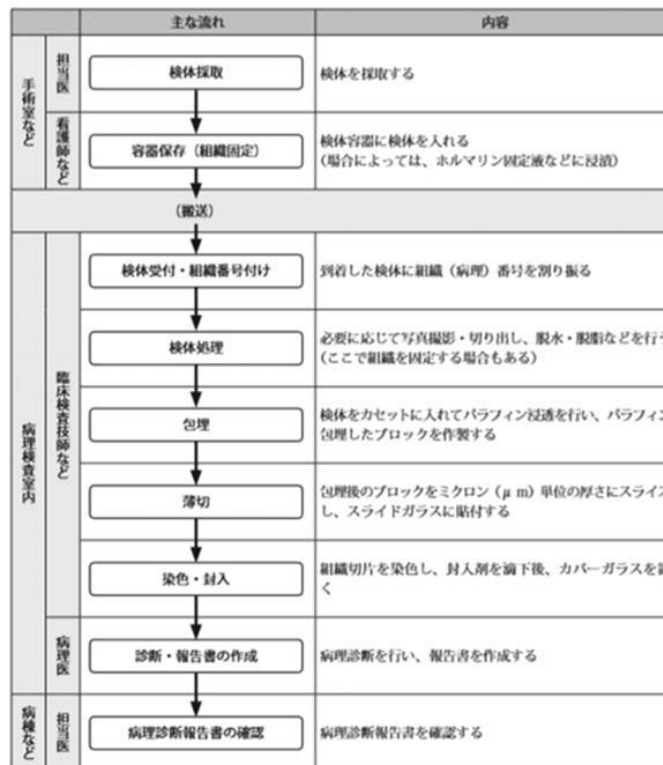 主な流れ
内容
手術室など
担当医
検体採取
検体を採取する
看護師など
容器保存（組織固定）
検体容器に検体を入れる
（場合によっては、ホルマリン固定液などに浸漬）
（搬送）
病理検査室内
臨床検査技師など
検体受付・組織番号付け
到着した検体に組織（病理）番号を割り振る
検体処理
必要に応じて写真撮影・切り出し、脱水・脱脂などを行う
（ここで組織を固定する場合もある）
包埋
検体をカセットに入れてパラフィン浸透を行い、パラフィン
包埋したブロックを作製する
薄切
包埋後のブロックをミクロン（μm）単位の厚さにスライス
し、スライドガラスに貼付する
染色・封入
組織切片を染色し、封入剤を滴下後、カバーガラスを置
く
病理医
診断・報告書の作成
病理診断を行い、報告書を作成する
病棟など
担当医
病理診断報告書の確認
病理診断報告書を確認する